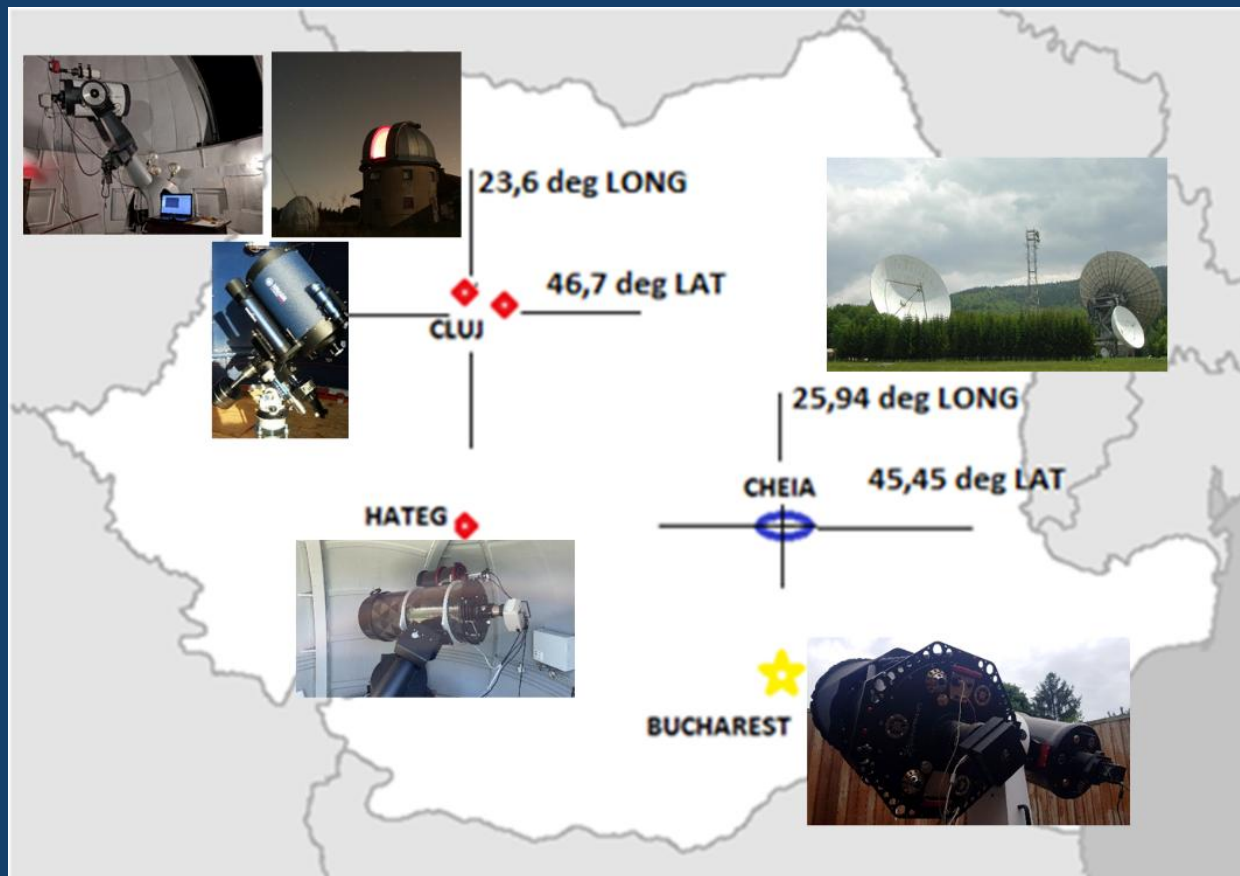 23,6 deg LONG
46,7 deg LAT
CLUJ
25,94 deg LONG
CHEIA
45,45 deg LAT
HATEG
BUCHAREST